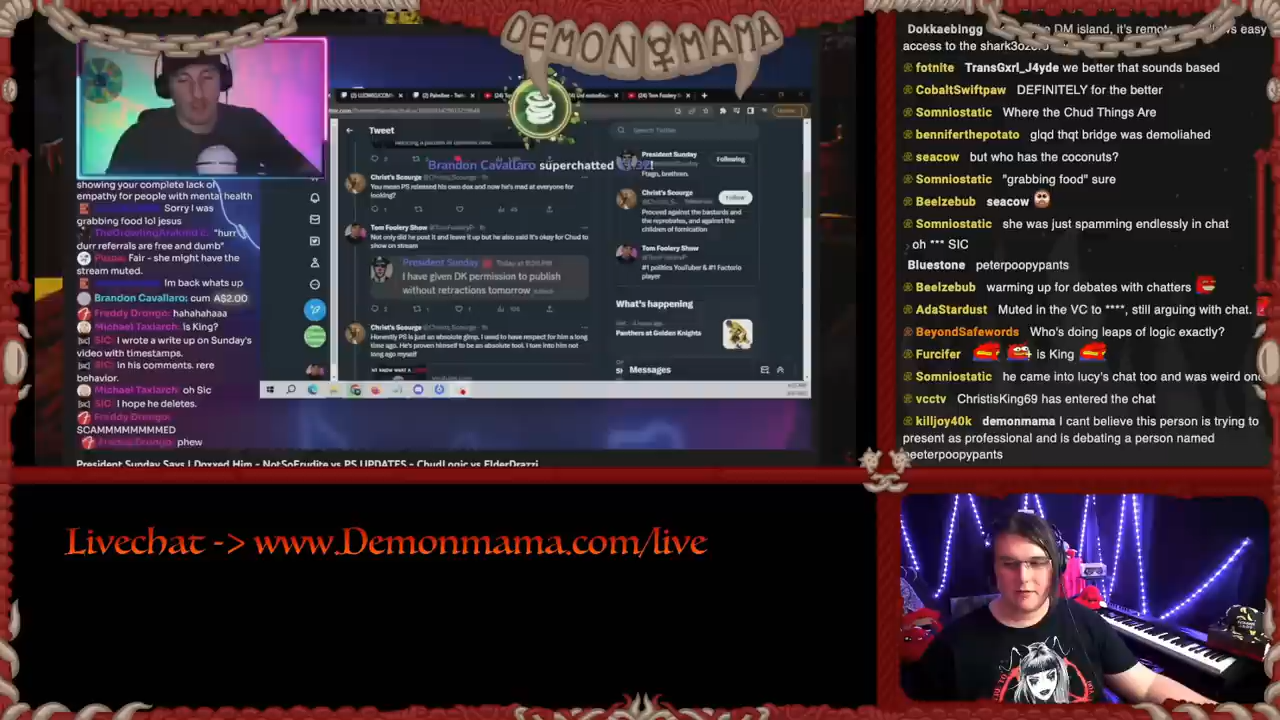 DEMON MAMA
Tweet
Search Twitter
Brandon Cavallaro superchatted
Christ's Scourge
You mean PS released his own dox and now he's mad at everyone for
looking?
Tom Foolery Show
Not only did he post it and leave it up but he also said it's okay for Chud to
show on stream
President Sunday
I have given DK permission to publish
without retractions tomorrow
Christ's Scourge
Honestly PS is just an absolute gimp. I used to have respect for him a long
time ago. He's proven himself to be an absolute tool. I tore into him not
long ago myself
President Sunday
Following
Ftagn, brethren.
Christ's Scourge
Follow
Proceed against the bastards and
the reprobates, and against the
children of fornication
Tom Foolery Show
#1 politics YouTuber & #1 Factorio
player
What's happening
Panthers at Golden Knights
Messages
showing your complete lack of
empathy for people with mental health
Sorry I was
grabbing food lol jesus
"hurr
durr referrals are free and dumb"
Fair - she might have the
stream muted.
Im back whats up
Brandon Cavallaro: cum A$2.00
Freddy Drongo: hahahahaaa
Michael Taxiarch: is King?
SIC: I wrote a write up on Sunday's
video with timestamps.
SIC: in his comments. rere
behavior.
Michael Taxiarch: oh Sic
SIC: I hope he deletes.
Freddy Drongo:
SCAMMMMMMMED
phew
President Sunday Says I Doxxed Him - NotSoErudite vs PS UPDATES - ChudLogic vs ElderDrazzi
Livechat -> www.Demonmama.com/live
Dokkaebingg DM island, it's easy
access to the
fotnite TransGxrl_J4yde we better that sounds based
CobaltSwiftpaw DEFINITELY for the better
Somniostatic Where the Chud Things Are
benniferthepotato glqd thqt bridge was demoliahed
seacow but who has the coconuts?
Somniostatic "grabbing food" sure
Beelzebub seacow
Somniostatic she was just spamming actively in chat
oh *** SIC
Bluestone peterpoopypants
Beelzebub warming up for debates with chatters
AdaStardust Muted in the VC to ****, still arguing with chat.
BeyondSafewords Who's doing leaps of logic exactly?
Furcifer is King
Somniostatic he came into lucks chat and was weird
vcctv ChristisKing69 has entered the chat
killjoy40k demonmama I cant believe this person is trying to
present as professional and is debating a person named
peeterpoopypants